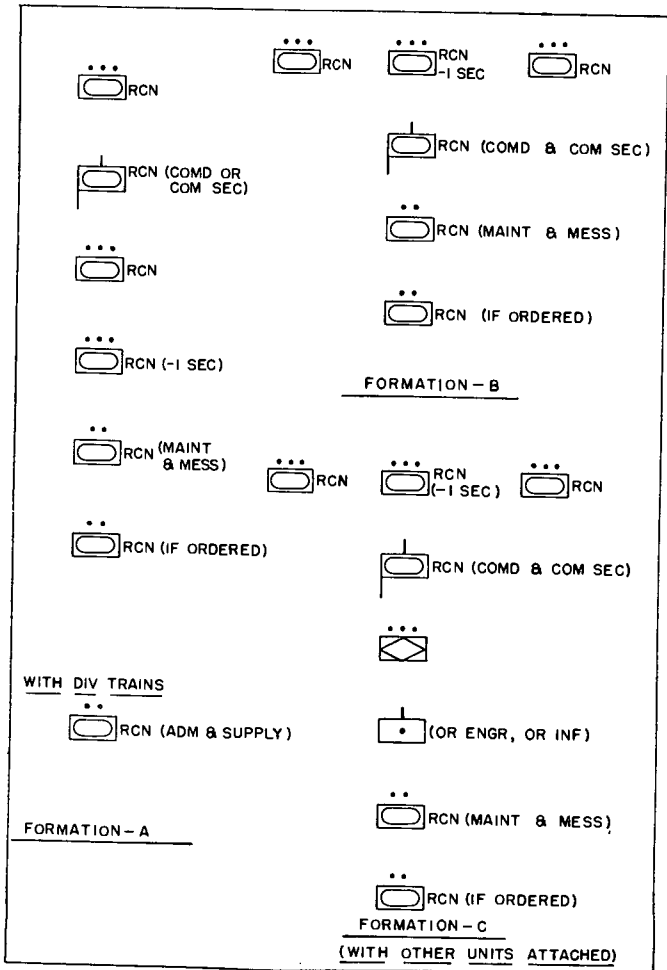 RCN
RCN (COMD OR
COM SEC)
RCN
RCN (-1 SEC)
RCN (MAINT
& MESS)
RCN (IF ORDERED)
WITH DIV TRAINS
RCN (ADM & SUPPLY)
FORMATION-A
RCN
RCN
-1 SEC
RCN
RCN (COMD & COM SEC)
RCN (MAINT & MESS)
RCN (IF ORDERED)
FORMATION-B
RCN
RCN
(-1 SEC)
RCN
RCN (COMD & COM SEC)
(OR ENGR, OR INF)
RCN (MAINT & MESS)
RCN (IF ORDERED)
FORMATION-C
(WITH OTHER UNITS ATTACHED)